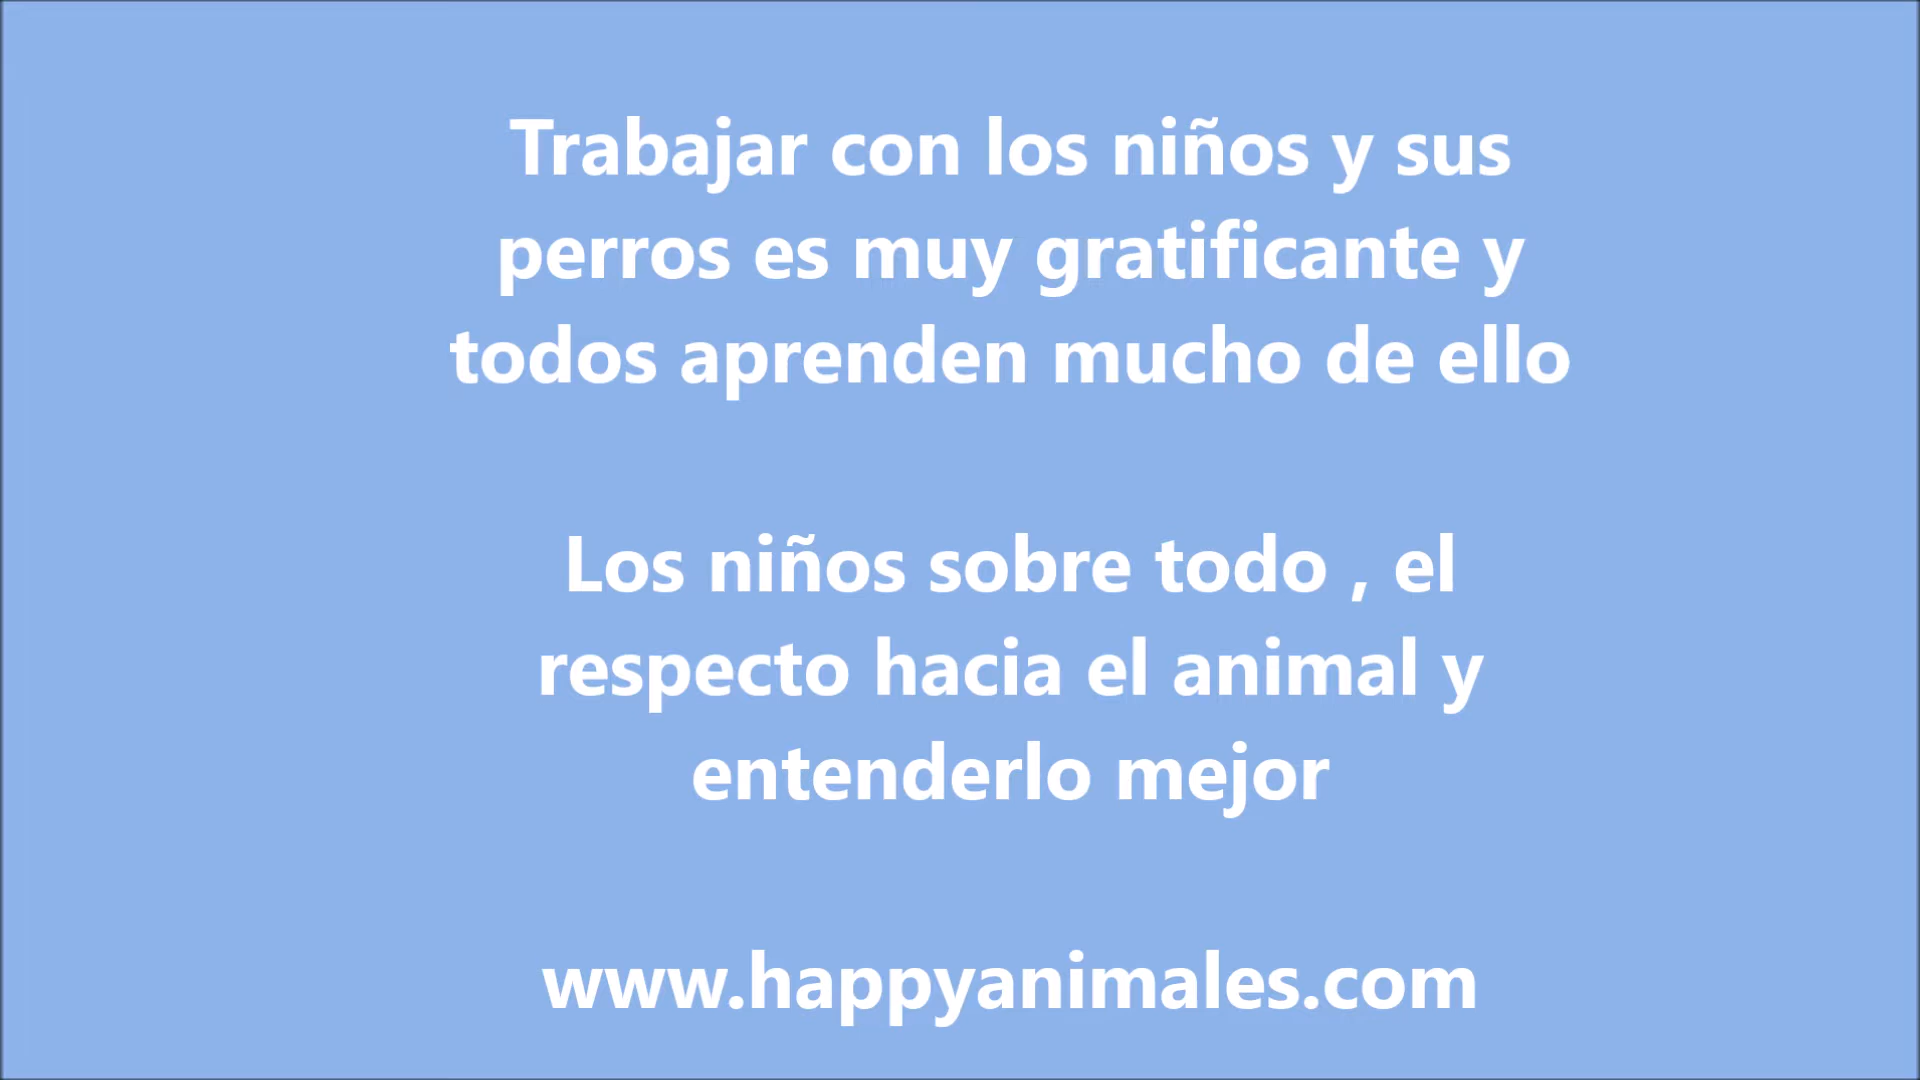 Trabajar con los niños y sus
perros es muy gratificante y
todos aprenden mucho de ello
Los niños sobre todo , el
respecto hacia el animal y
entenderlo mejor
www.happyanimales.com